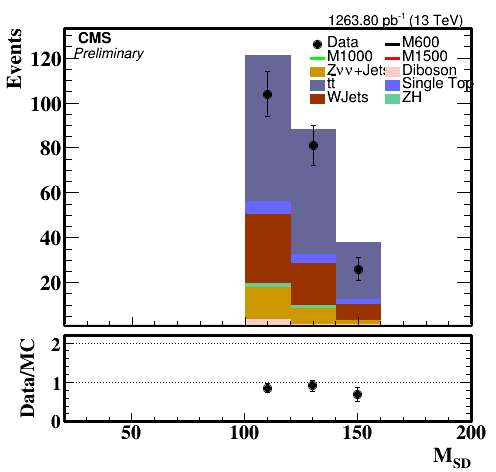 1263.80 pb⁻¹ (13 TeV)
CMS
Preliminary
Data
M600
M1000
M1500
Zνν+Jets
Diboson
tt
Single Top
WJets
ZH
Events
120
100
80
60
40
20
Data/MC
2
1
0
50
100
150
200
M_SD